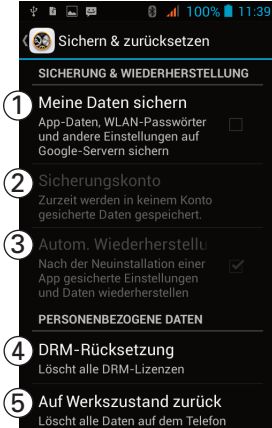 100% 11:39
Sichern & zurücksetzen
SICHERUNG & WIEDERHERSTELLUNG
1 Meine Daten sichern
App-Daten, WLAN-Passwörter
und andere Einstellungen auf
Google-Servern sichern
2 Sicherungskonto
Zurzeit werden in keinem Konto
gesicherte Daten gespeichert.
3 Autom. Wiederherstellu
Nach der Neuinstallation einer
App gesicherte Einstellungen
und Daten wiederherstellen
PERSONENBEZOGENE DATEN
4 DRM-Rücksetzung
Löscht alle DRM-Lizenzen
5 Auf Werkszustand zurück
Löscht alle Daten auf dem Telefon